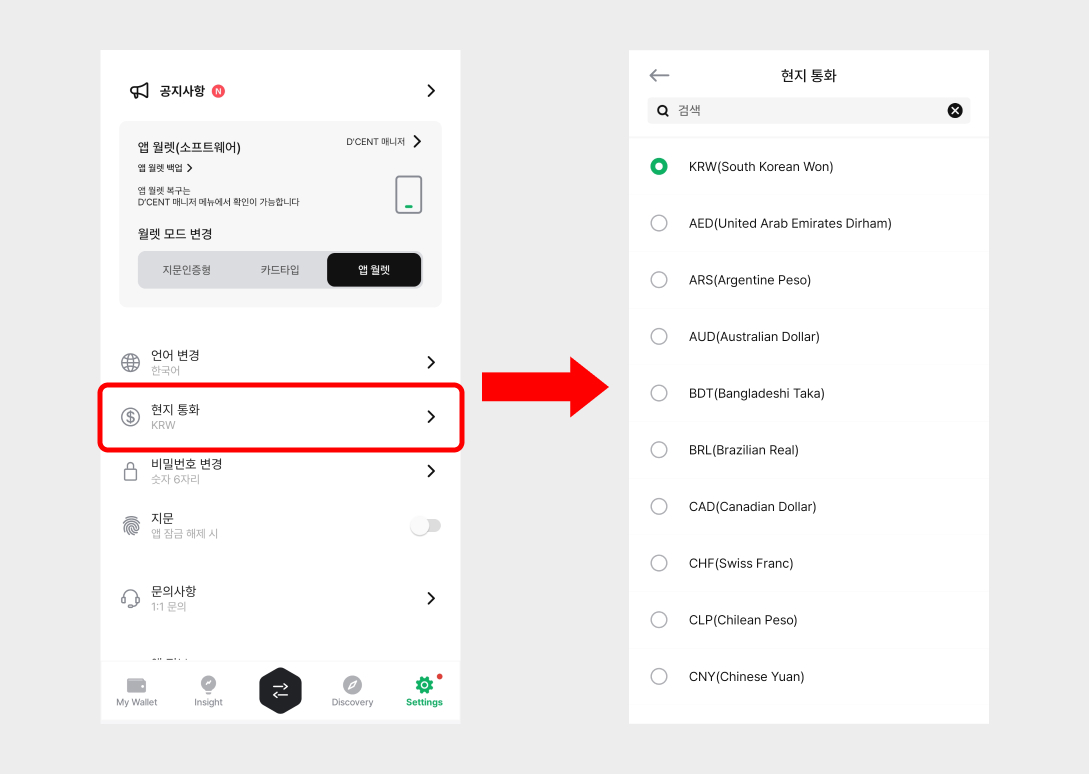 공지사항 N
앱 월렛(소프트웨어)
D'CENT 매니저
앱 월렛 백업
앱 월렛 복구는
D'CENT 매니저 메뉴에서 확인이 가능합니다
월렛 모드 변경
지문인증형 카드타입 앱 월렛
언어 변경
한국어
현지 통화
KRW
비밀번호 변경
숫자 6자리
지문
앱 잠금 해제 시
문의사항
1:1 문의
My Wallet Insight Discovery Settings
현지 통화
검색
KRW(South Korean Won)
AED(United Arab Emirates Dirham)
ARS(Argentine Peso)
AUD(Australian Dollar)
BDT(Bangladeshi Taka)
BRL(Brazilian Real)
CAD(Canadian Dollar)
CHF(Swiss Franc)
CLP(Chilean Peso)
CNY(Chinese Yuan)